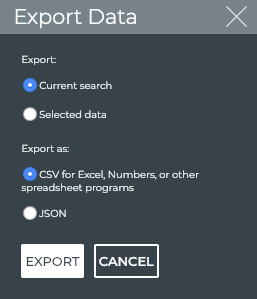 Export Data
Export:
Current search
Selected data
Export as:
CSV for Excel, Numbers, or other
spreadsheet programs
JSON
EXPORT CANCEL